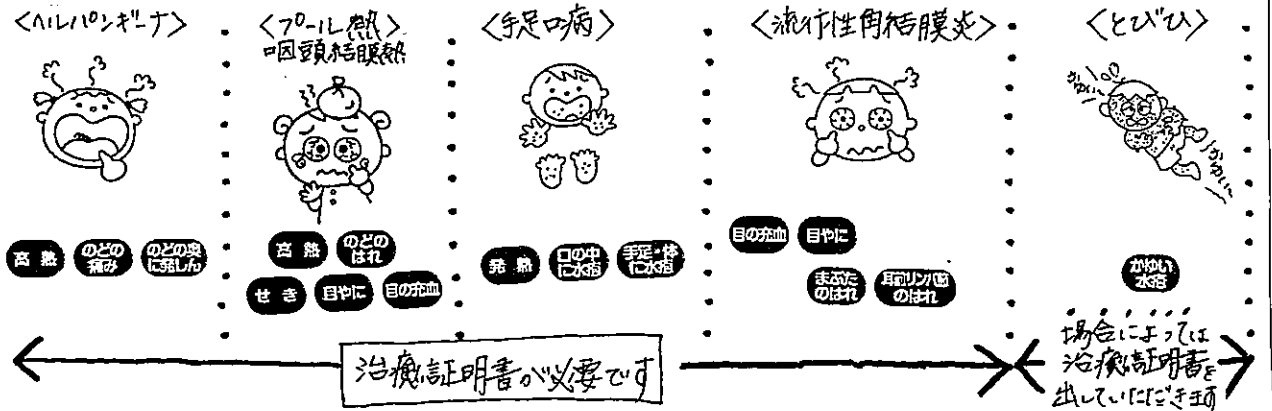 〈ヘルパンギーナ〉
高熱
のどの
痛み
のどの奥
に発しん
〈プール熱〉
咽頭結膜熱
高熱
のどの
はれ
せき
目やに
目の充血
〈手足口病〉
発熱
口の中
に水疱
手足・体
に水疱
〈流行性角結膜炎〉
目の充血
目やに
まぶた
のはれ
耳前リンパ節
のはれ
〈とびひ〉
かゆい
かゆい〜
かゆい
水疱
治癒証明書が必要です
場合によっては
治癒証明書を
出していただきます